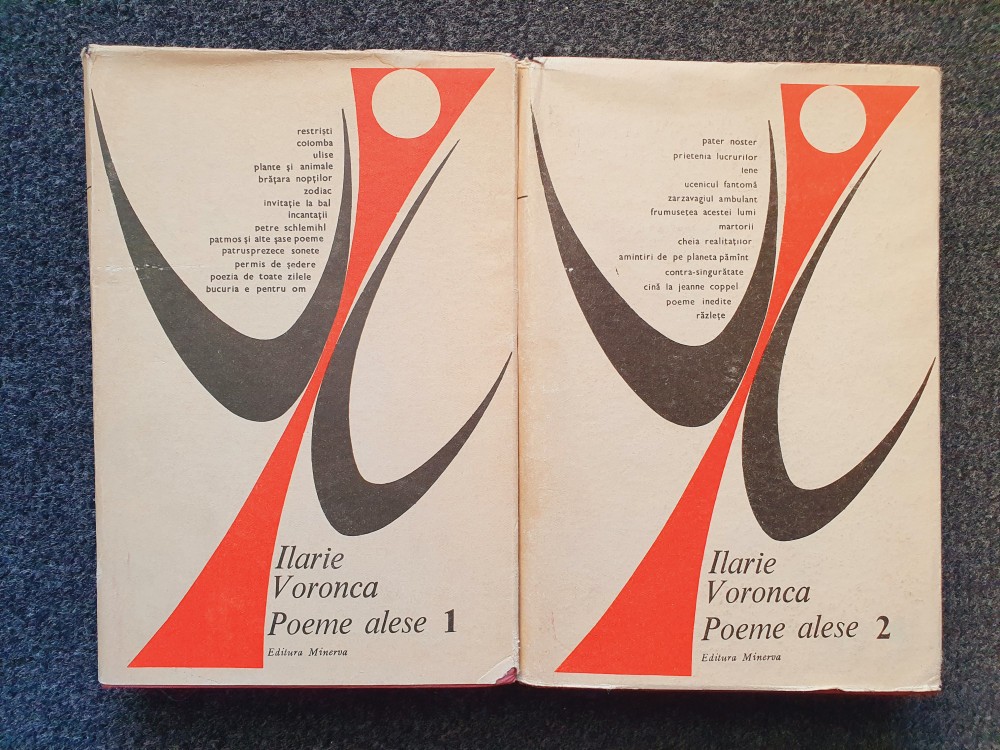 restriști
colomba
ulise
plante și animale
brățara nopților
zodiac
invitație la bal
incantații
petre schlemihl
patmos și alte șase poeme
patrusprezece sonete
permis de ședere
poezia de toate zilele
bucuria e pentru om
Ilarie
Voronca
Poeme alese 1
Editura Minerva
pater noster
prietenia lucrurilor
lene
ucenicul fantomă
zarzavagiul ambulant
frumusețea acestei lumi
martorii
cheia realitațiior
amintiri de pe planeta pămînt
contra-singurătate
cină la jeanne coppel
poeme inedite
răzlețe
Ilarie
Voronca
Poeme alese 2
Editura Minerva